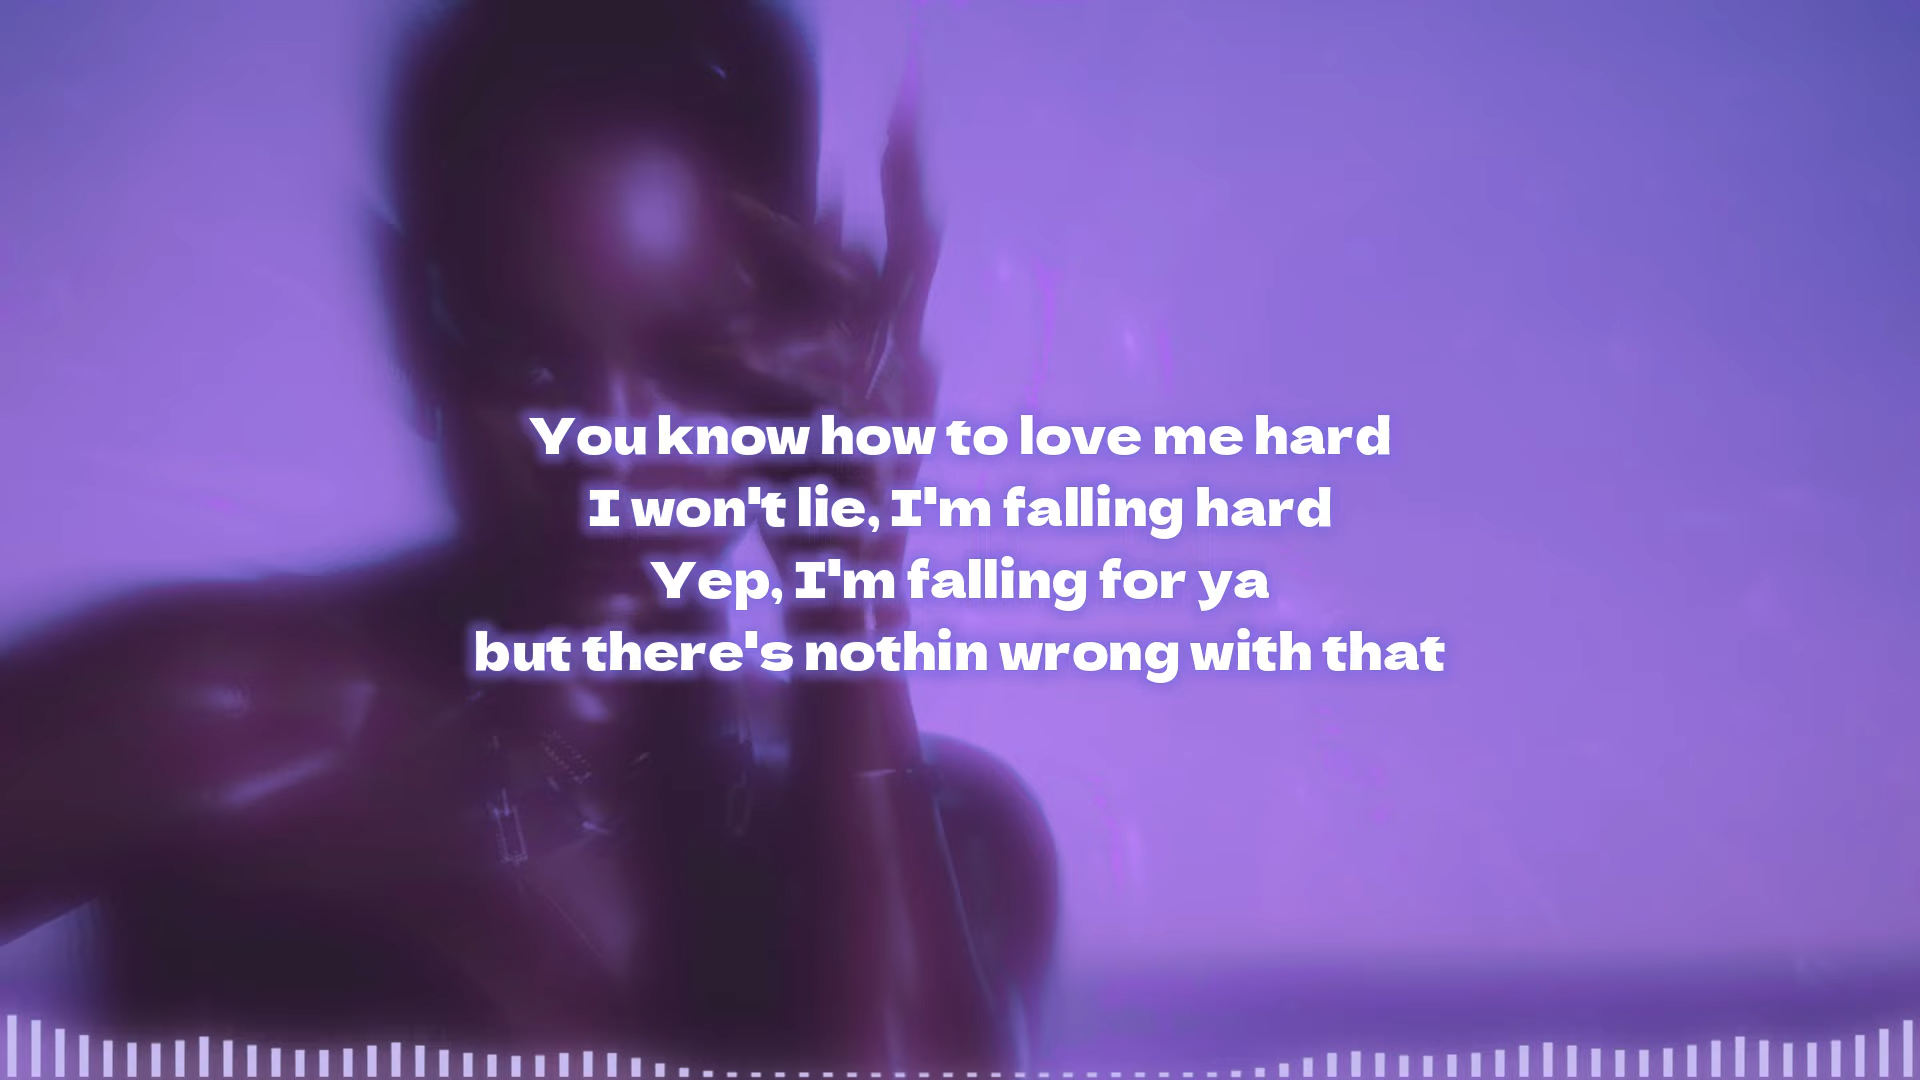 You know how to love me hard
I won't lie, I'm falling hard
Yep, I'm falling for ya
but there's nothin wrong with that